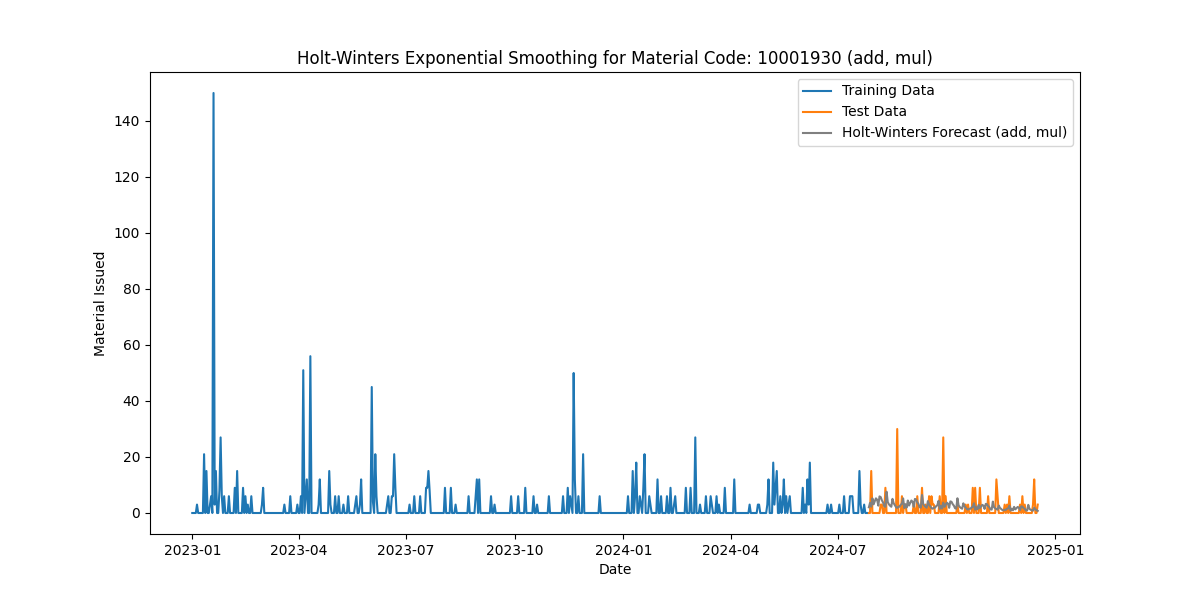 Holt-Winters Exponential Smoothing for Material Code: 10001930 (add, mul)
Training Data
Test Data
Holt-Winters Forecast (add, mul)
Material Issued
140
120
100
80
60
40
20
0
2023-01 2023-04 2023-07 2023-10 2024-01 2024-04 2024-07 2024-10 2025-01
Date